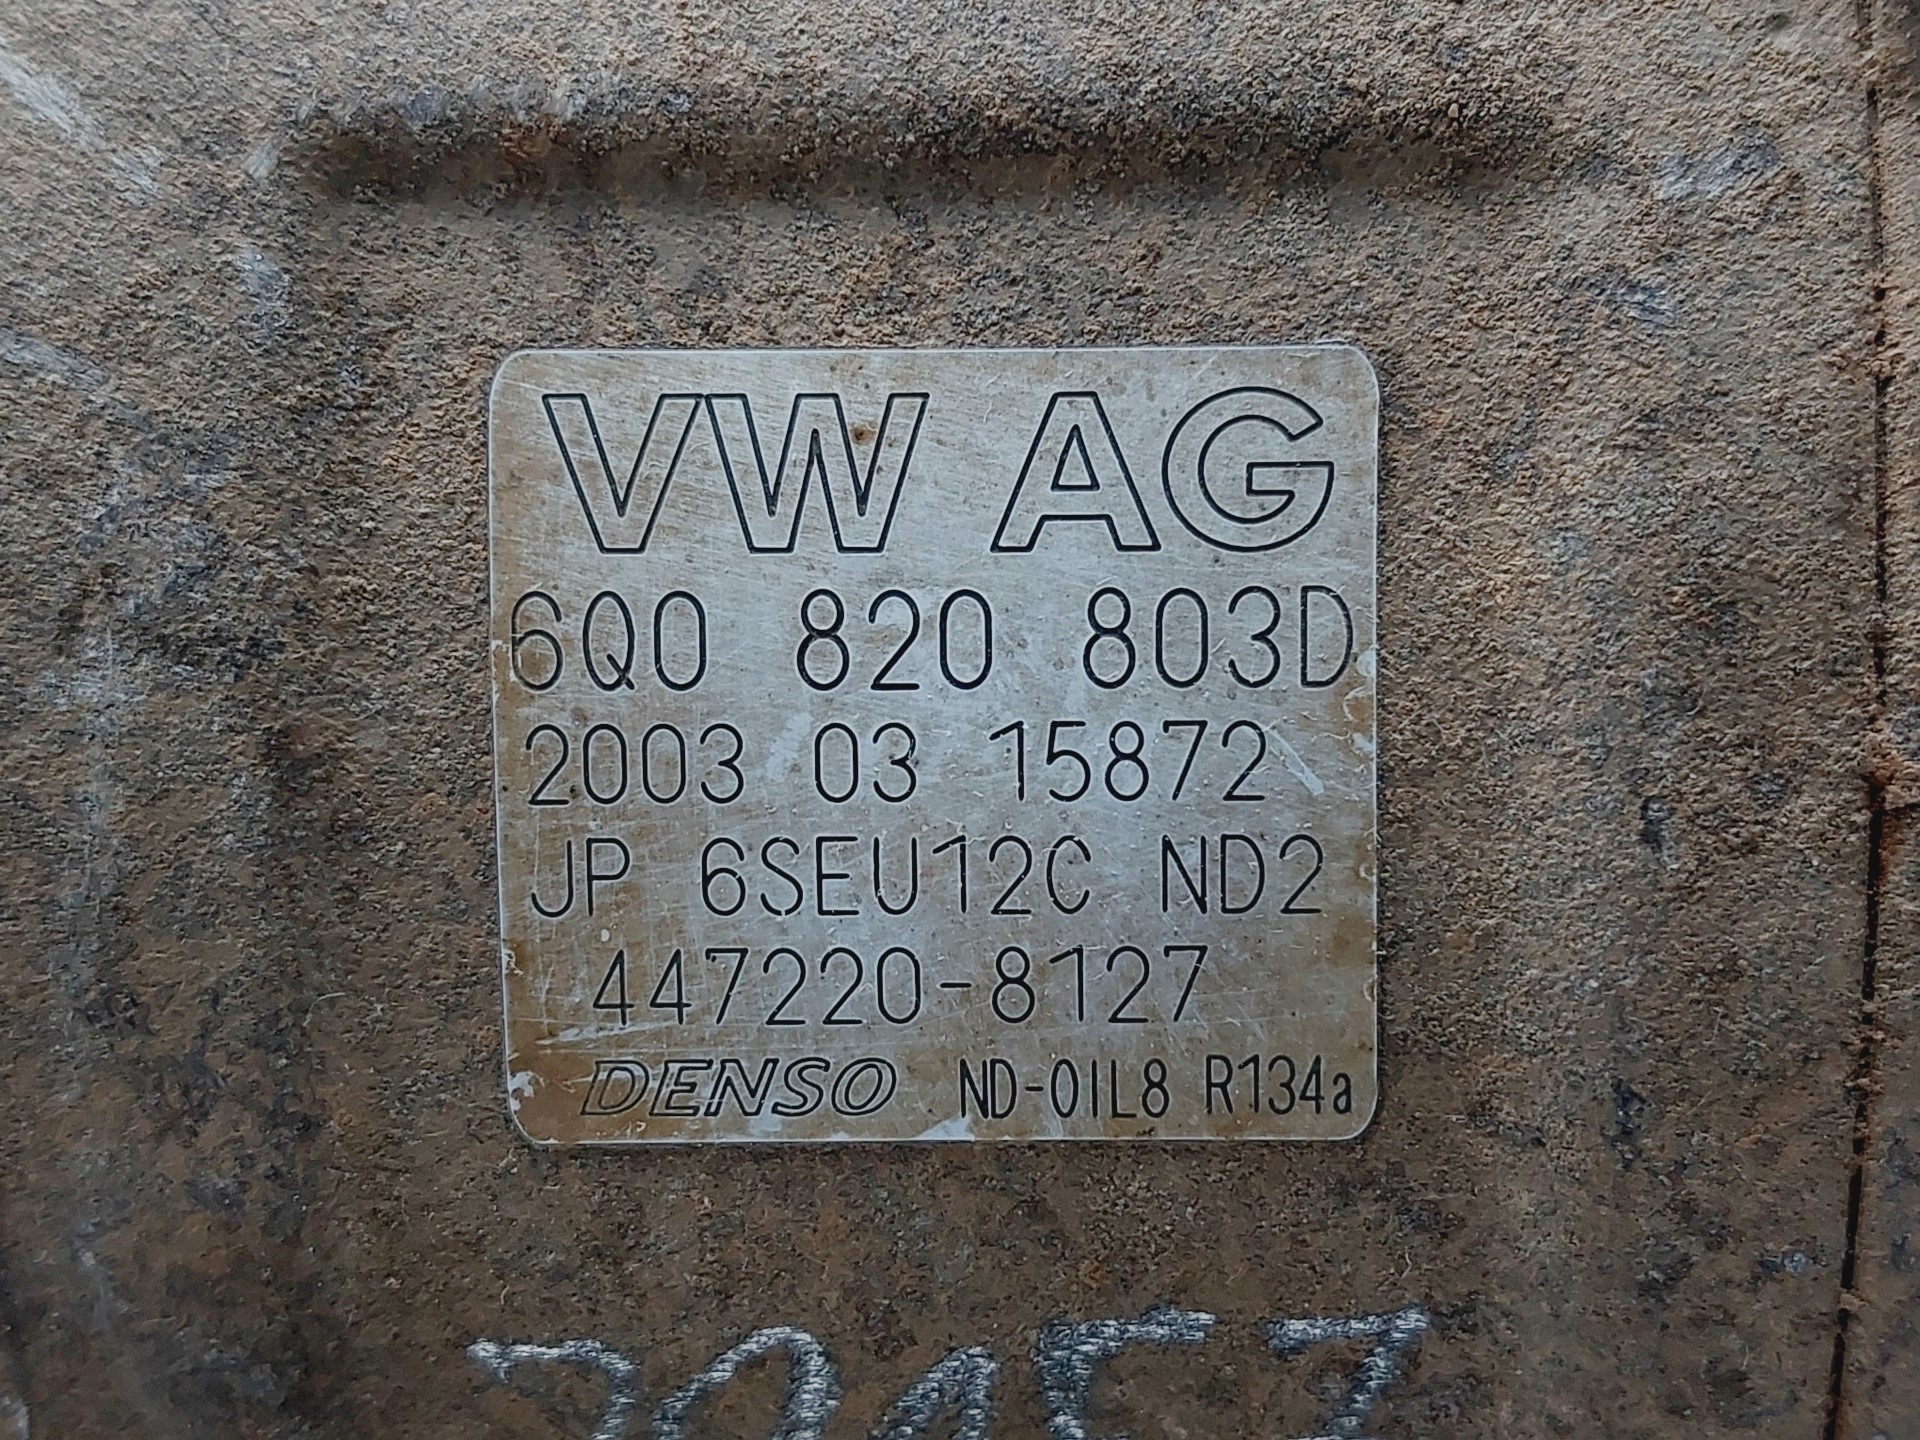 VW AG
6Q0 820 803D
2003 03 15872
JP 6SEU12C ND2
447220-8127
DENSO ND-OIL8 R134a